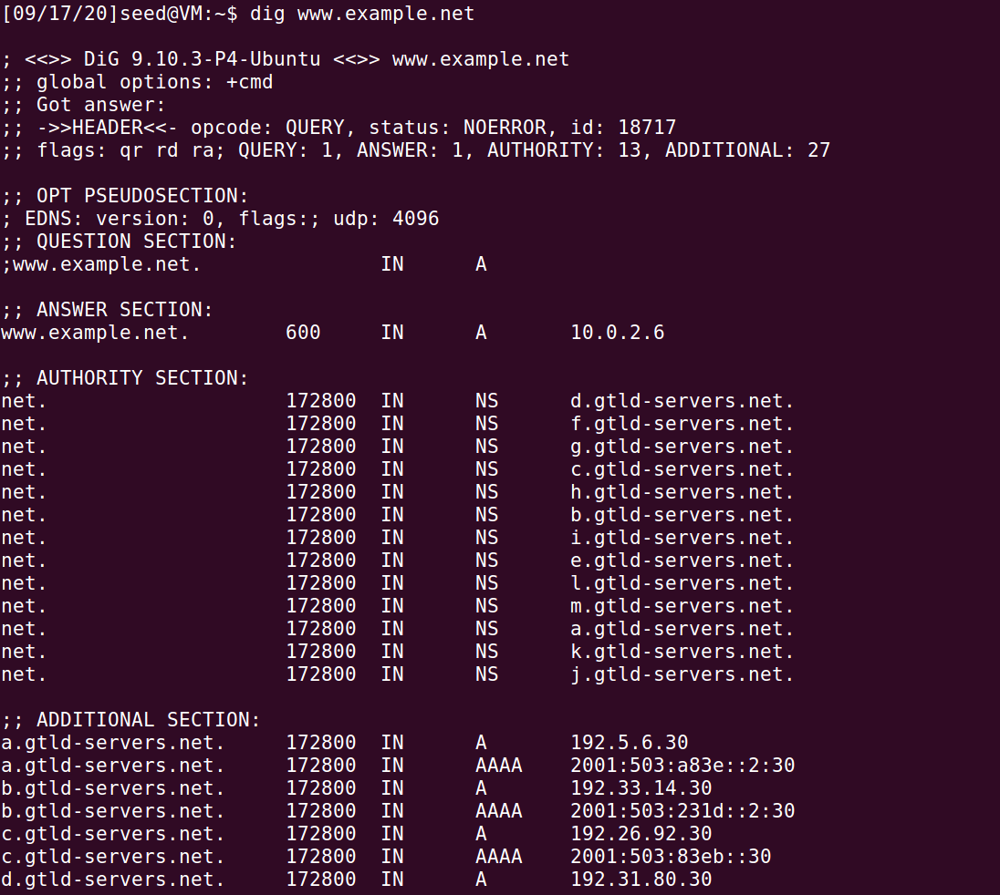 [09/17/20]seed@VM:~$ dig www.example.net
; <<>> DiG 9.10.3-P4-Ubuntu <<>> www.example.net
;; global options: +cmd
;; Got answer:
;; ->>HEADER<<- opcode: QUERY, status: NOERROR, id: 18717
;; flags: qr rd ra; QUERY: 1, ANSWER: 1, AUTHORITY: 13, ADDITIONAL: 27
;; OPT PSEUDOSECTION:
; EDNS: version: 0, flags:; udp: 4096
;; QUESTION SECTION:
;www.example.net. IN A
;; ANSWER SECTION:
www.example.net. 600 IN A 10.0.2.6
;; AUTHORITY SECTION:
net. 172800 IN NS d.gtld-servers.net.
net. 172800 IN NS f.gtld-servers.net.
net. 172800 IN NS g.gtld-servers.net.
net. 172800 IN NS c.gtld-servers.net.
net. 172800 IN NS h.gtld-servers.net.
net. 172800 IN NS b.gtld-servers.net.
net. 172800 IN NS i.gtld-servers.net.
net. 172800 IN NS e.gtld-servers.net.
net. 172800 IN NS l.gtld-servers.net.
net. 172800 IN NS m.gtld-servers.net.
net. 172800 IN NS a.gtld-servers.net.
net. 172800 IN NS k.gtld-servers.net.
net. 172800 IN NS j.gtld-servers.net.
;; ADDITIONAL SECTION:
a.gtld-servers.net. 172800 IN A 192.5.6.30
a.gtld-servers.net. 172800 IN AAAA 2001:503:a83e::2:30
b.gtld-servers.net. 172800 IN A 192.33.14.30
b.gtld-servers.net. 172800 IN AAAA 2001:503:231d::2:30
c.gtld-servers.net. 172800 IN A 192.26.92.30
c.gtld-servers.net. 172800 IN AAAA 2001:503:83eb::30
d.gtld-servers.net. 172800 IN A 192.31.80.30